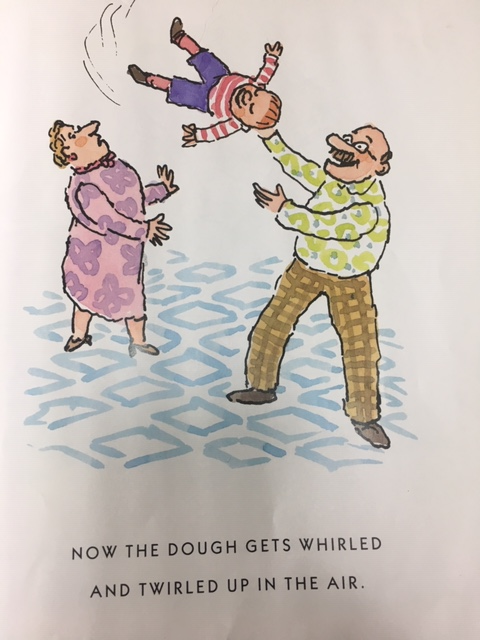 NOW THE DOUGH GETS WHIRLED
AND TWIRLED UP IN THE AIR.